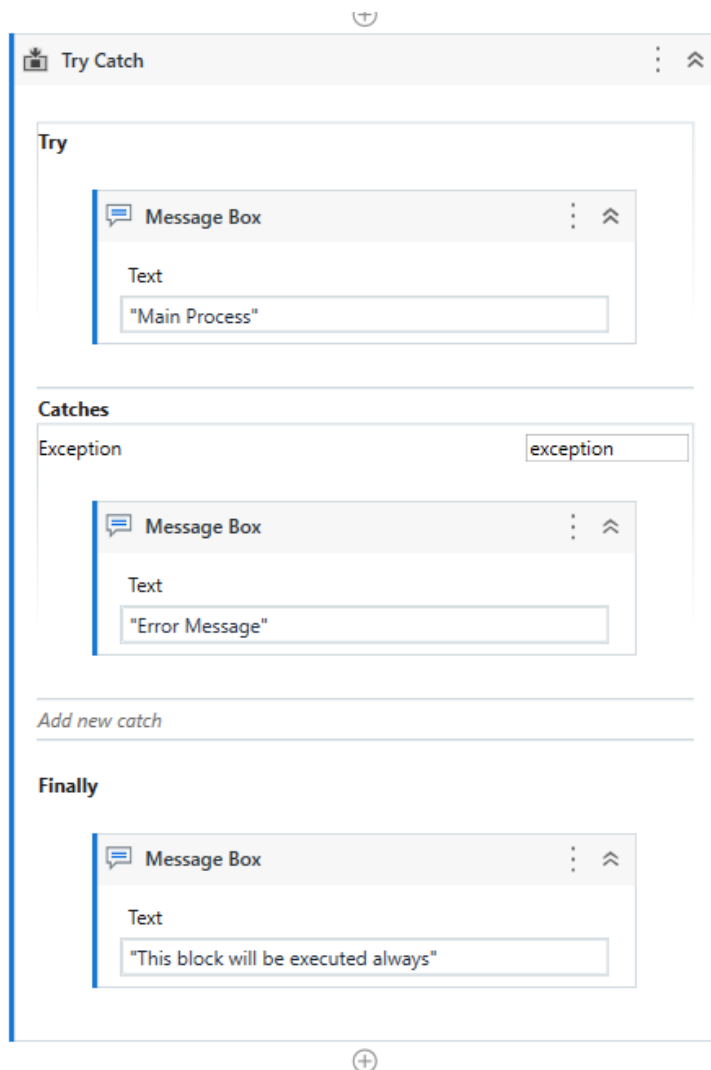 Try Catch
Try
Message Box
Text
"Main Process"
Catches
Exception exception
Message Box
Text
"Error Message"
Add new catch
Finally
Message Box
Text
"This block will be executed always"